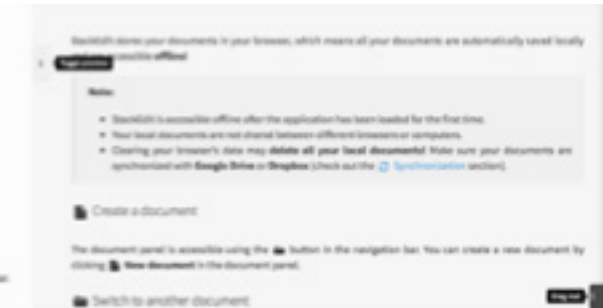 StackEdit stores your documents in your browser, which means all your documents are automatically saved locally
accessible offline!
Note:
• StackEdit is accessible offline after the application has been loaded for the first time.
• Your local documents are not shared between different browsers or computers.
• Clearing your browser's data may delete all your local documents! Make sure your documents are
synchronized with Google Drive or Dropbox (check out the Synchronization section).
Create a document
The document panel is accessible using the button in the navigation bar. You can create a new document by
clicking New document in the document panel.
Switch to another document